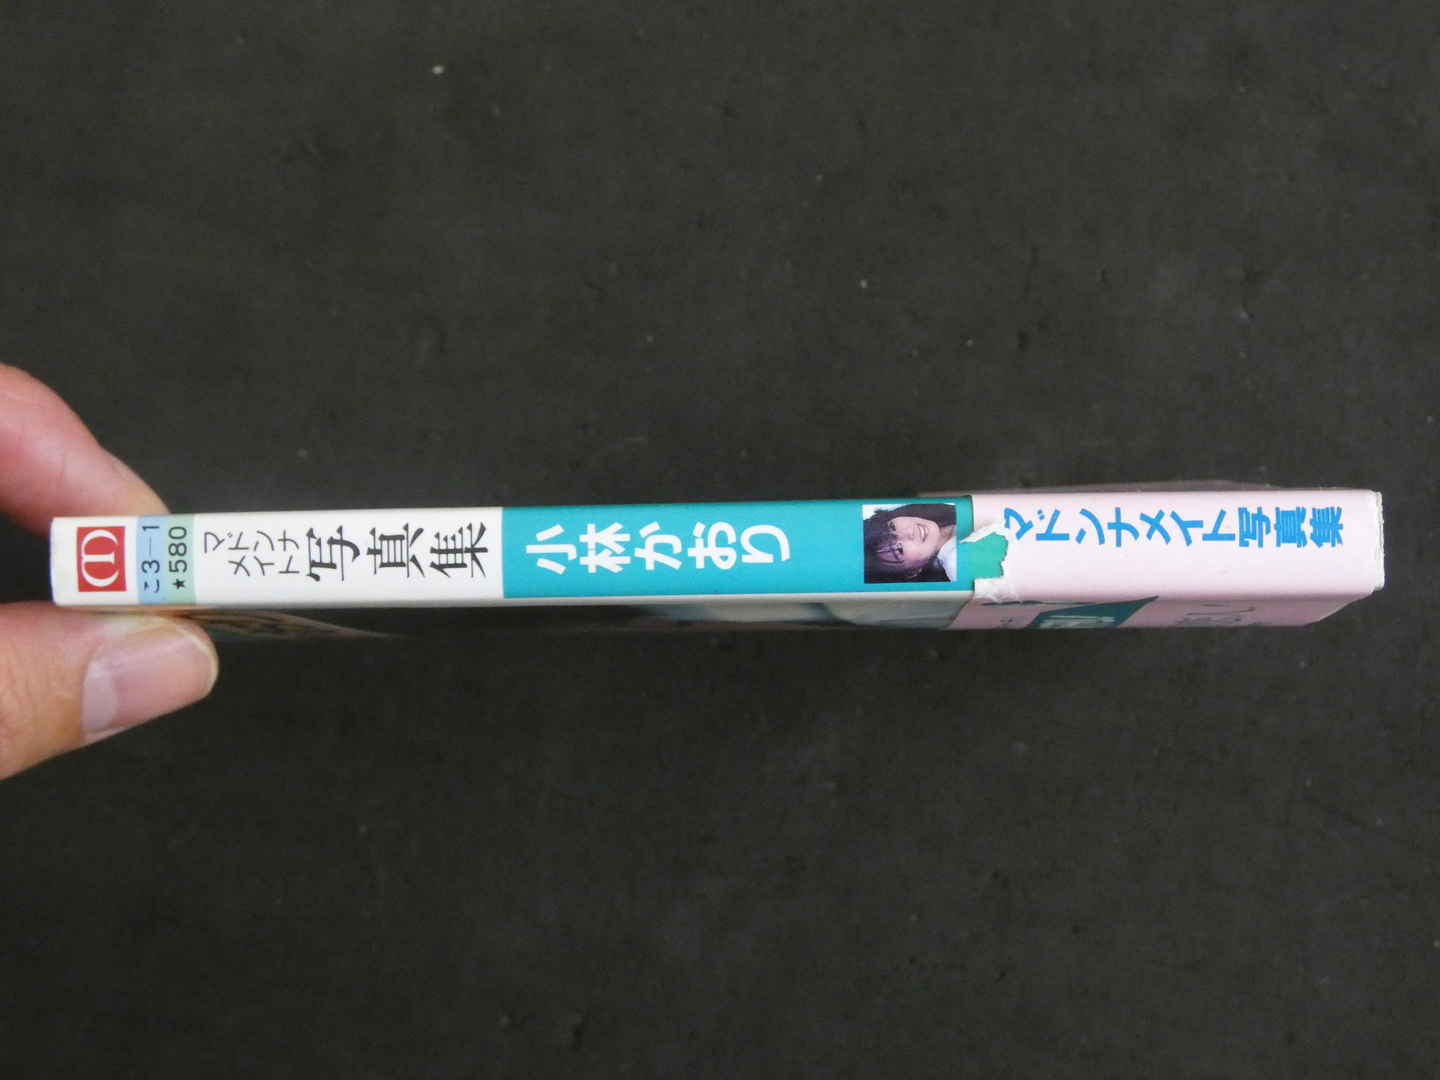 こ3-1
★580
マドンナ
メイト
写真集
小林かおり
マドンナメイト写真集